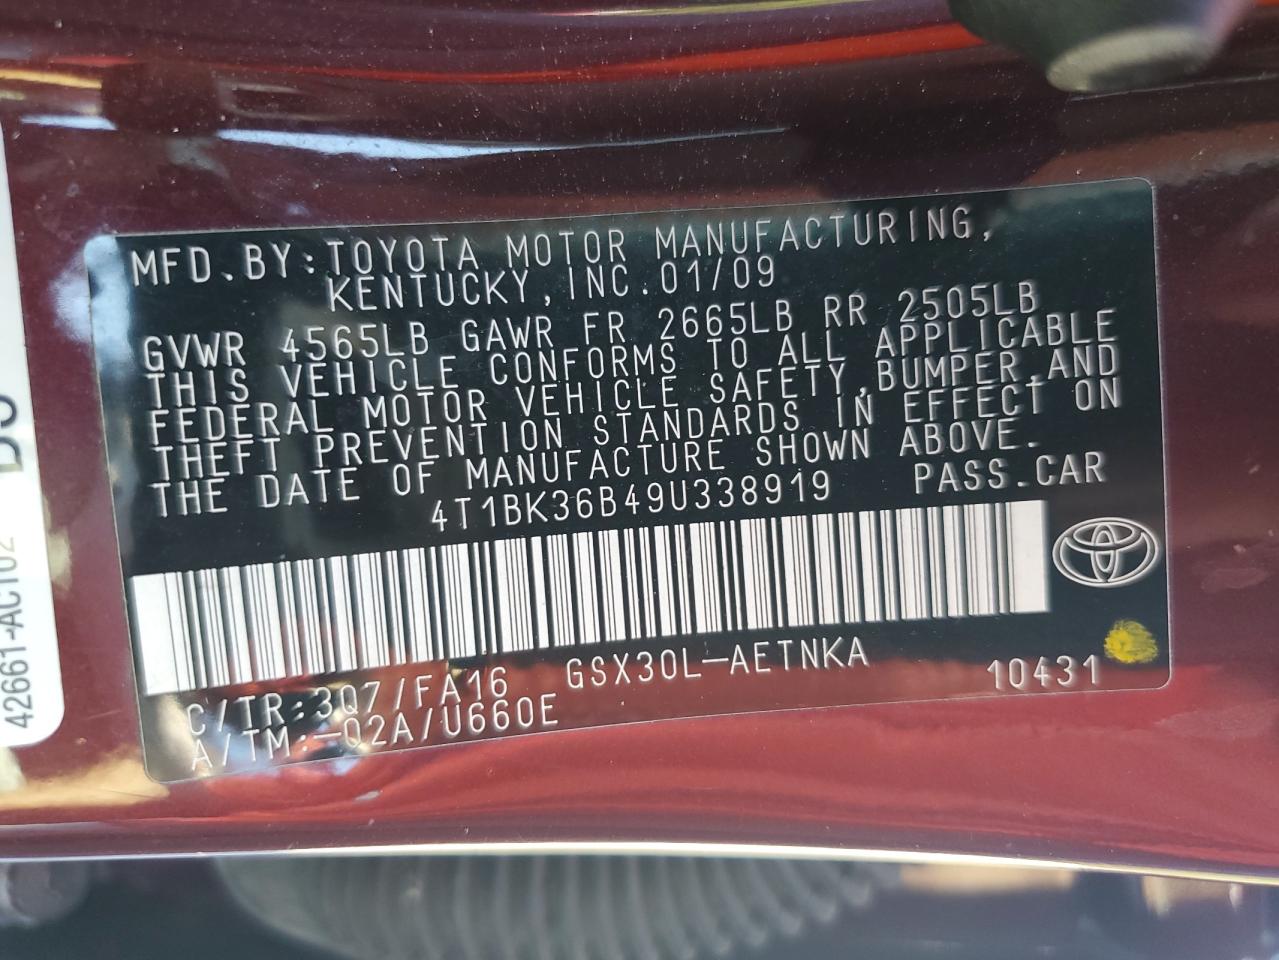 MFD.BY:TOYOTA MOTOR MANUFACTURING,
KENTUCKY,INC.01/09
GVWR 4565LB GAWR FR 2665LB RR 2505LB
THIS VEHICLE CONFORMS TO ALL APPLICABLE
FEDERAL MOTOR VEHICLE SAFETY,BUMPER,AND
THEFT PREVENTION STANDARDS IN EFFECT ON
THE DATE OF MANUFACTURE SHOWN ABOVE.
4T1BK36B49U338919 PASS.CAR
C/TR:3Q7/FA16 GSX30L-AETNKA 10431
A/TM:-02A/U660E
42661-AC102